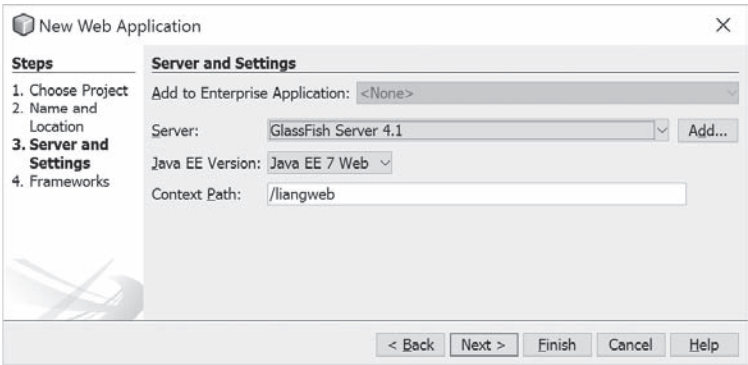 New Web Application
Steps
1. Choose Project
2. Name and
Location
3. Server and
Settings
4. Frameworks
Server and Settings
Add to Enterprise Application: <None>
Server: GlassFish Server 4.1 Add...
Java EE Version: Java EE 7 Web
Context Path: /liangweb
< Back Next > Finish Cancel Help